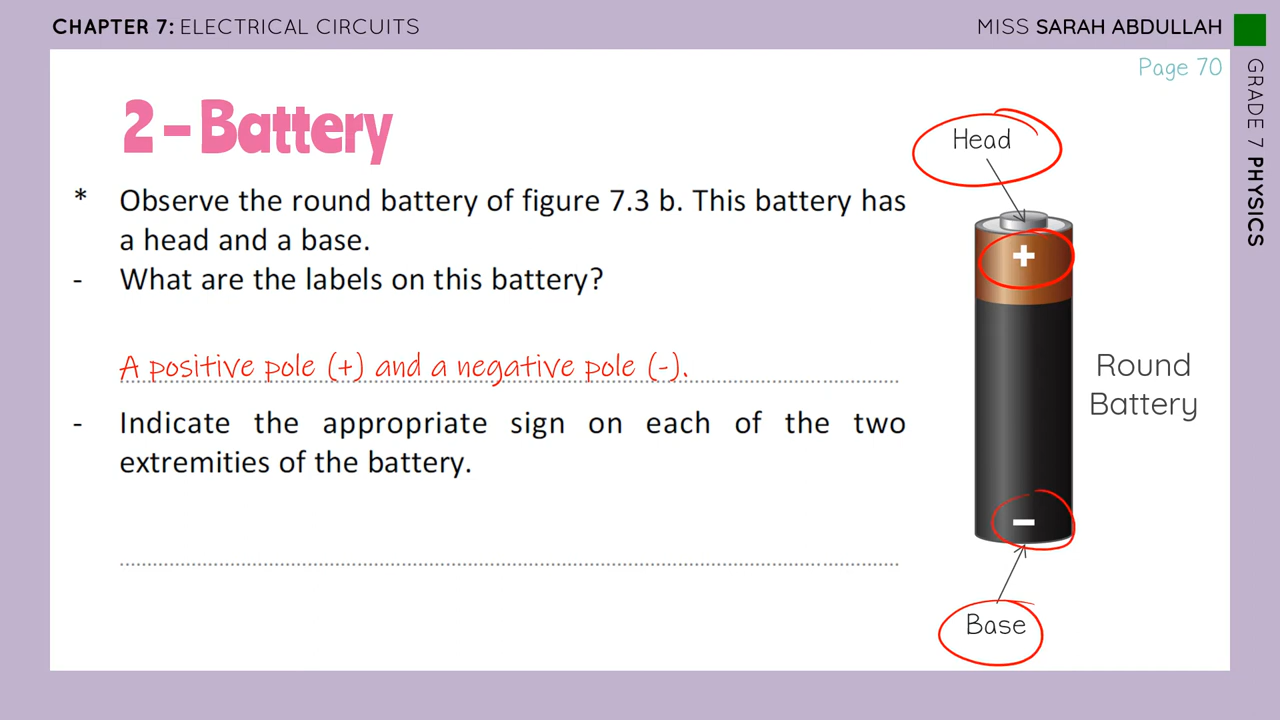 CHAPTER 7: ELECTRICAL CIRCUITS
MISS SARAH ABDULLAH
GRADE 7 PHYSICS
Page 70
2 - Battery
* Observe the round battery of figure 7.3 b. This battery has
a head and a base.
- What are the labels on this battery?
A positive pole (+) and a negative pole (-).
- Indicate the appropriate sign on each of the two
extremities of the battery.
Head
+
Round
Battery
-
Base